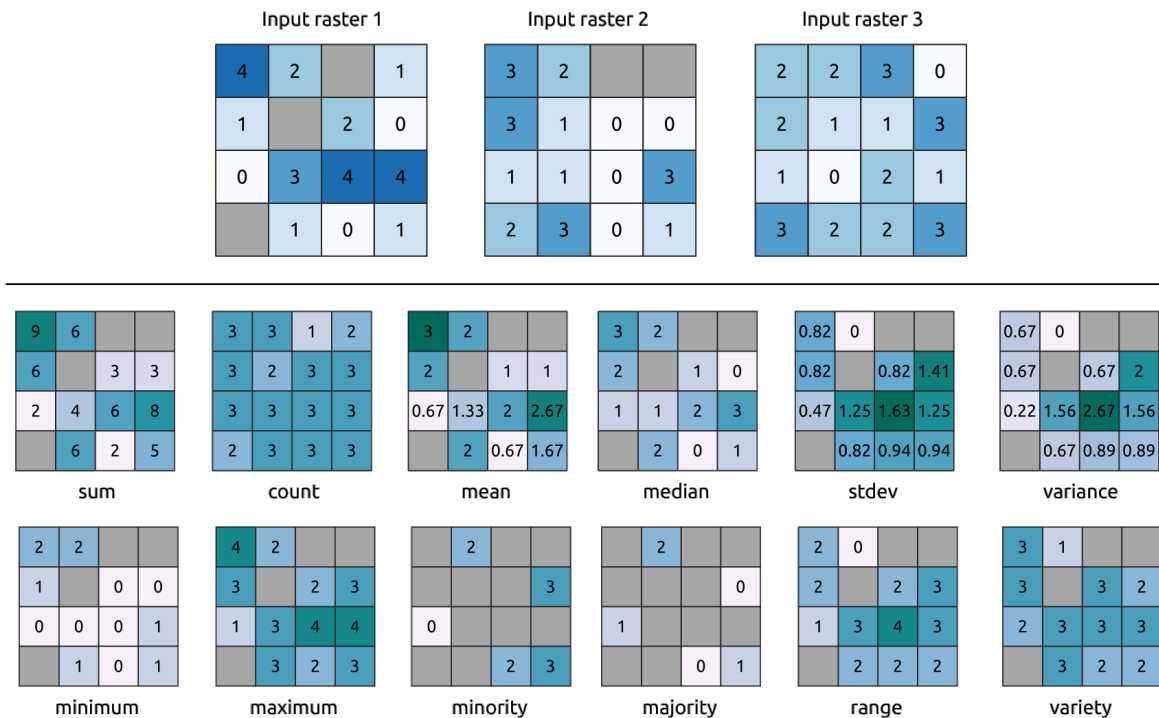 Input raster 1 Input raster 2 Input raster 3
4 2 1 3 2 2 2 3 0
1 2 0 3 1 0 0 2 1 1 3
0 3 4 4 1 1 0 3 1 0 2 1
1 0 1 2 3 0 1 3 2 2 3
9 6 3 3 1 2 3 2 3 2 0.82 0 0.67 0
6 3 3 3 2 3 3 2 1 1 2 1 0 0.82 0.82 1.41 0.67 0.67 2
2 4 6 8 3 3 3 3 0.67 1.33 2 2.67 1 1 2 3 0.47 1.25 1.63 1.25 0.22 1.56 2.67 1.56
6 2 5 2 3 3 3 2 0.67 1.67 2 0 1 0.82 0.94 0.94 0.67 0.89 0.89
sum count mean median stdev variance
2 2 4 2 2 2 2 0 3 1
1 0 0 3 2 3 3 0 2 2 3 3 3 2
0 0 0 1 1 3 4 4 0 1 1 3 4 3 2 3 3 3
1 0 1 3 2 3 2 3 0 1 2 2 2 3 2 2
minimum maximum minority majority range variety